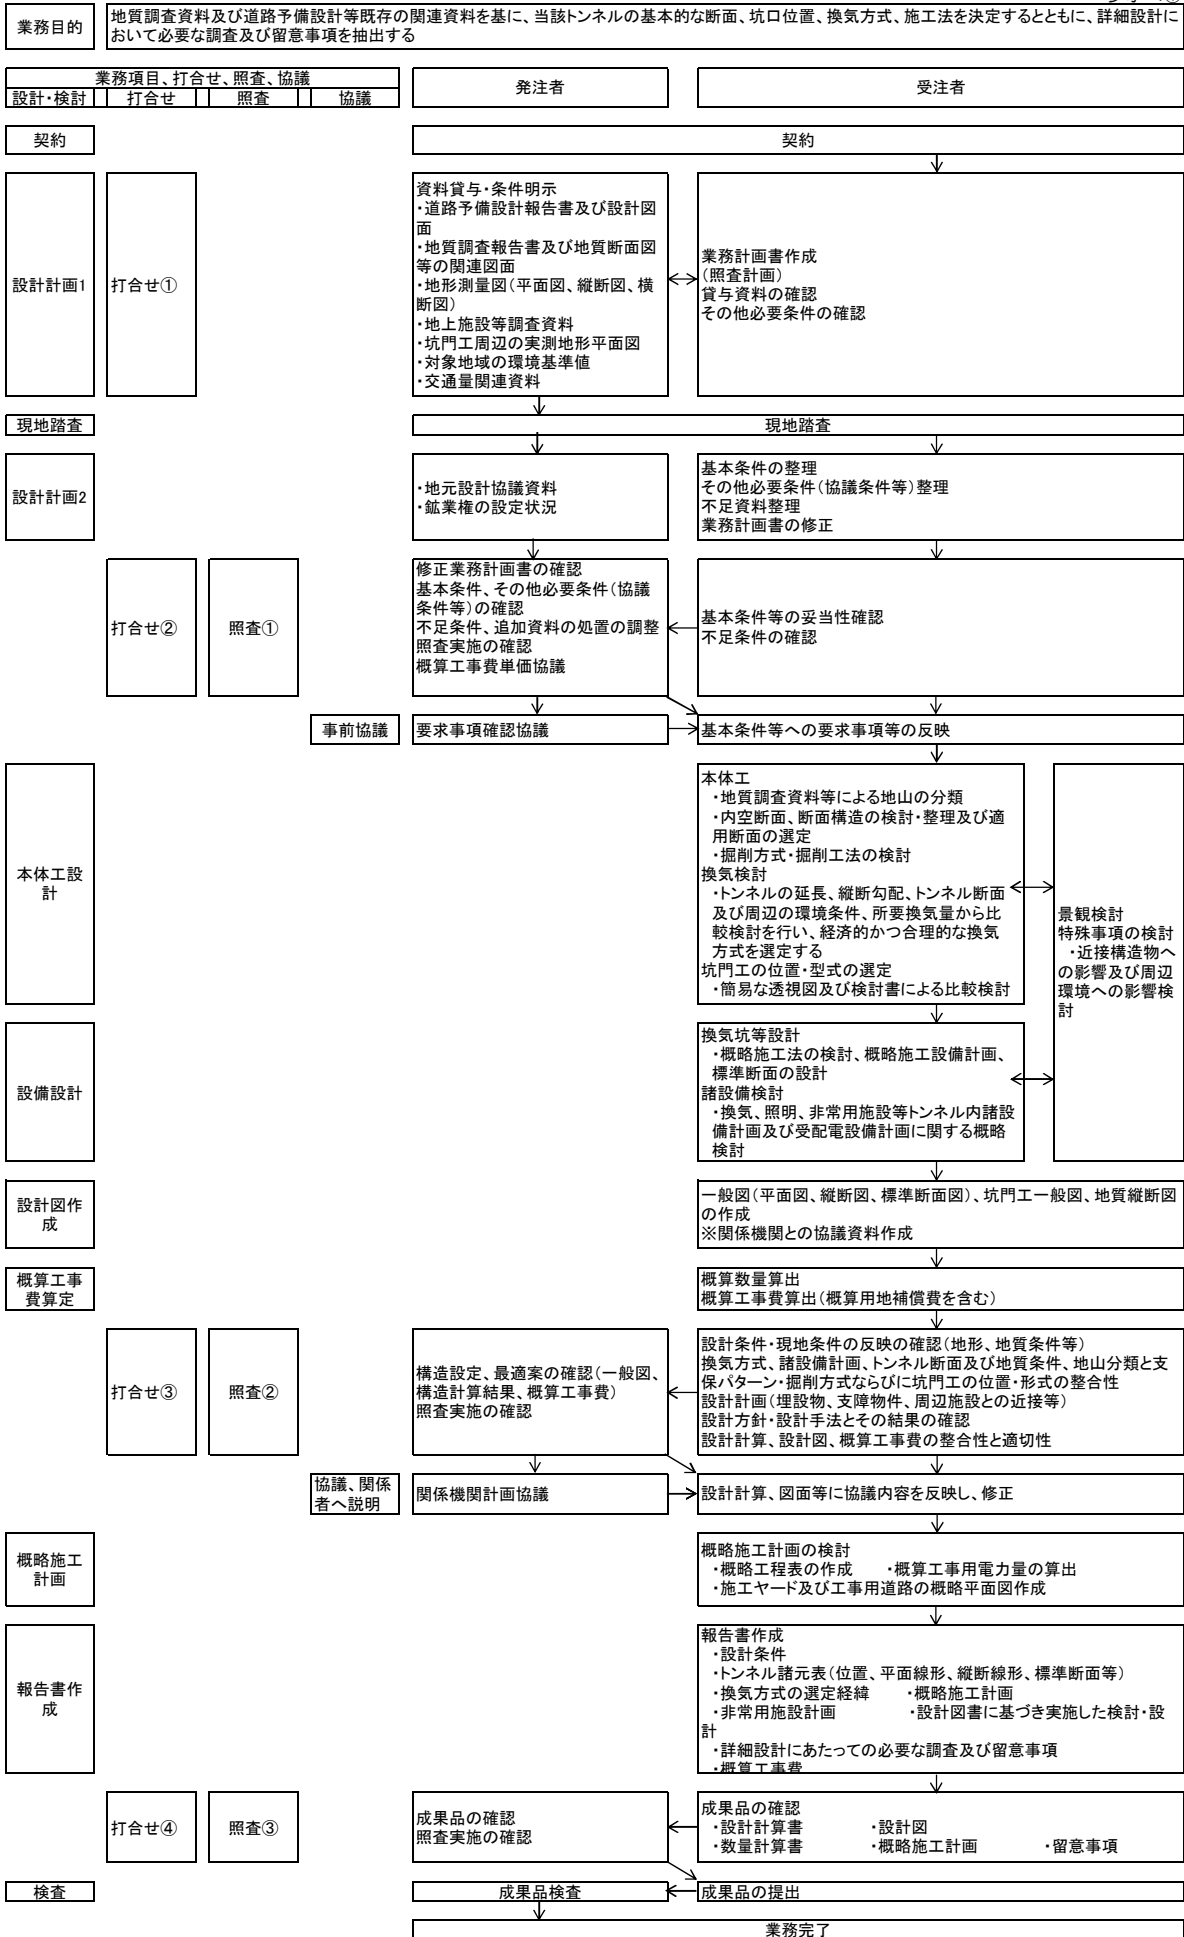 業務目的
地質調査資料及び道路予備設計等既存の関連資料を基に、当該トンネルの基本的な断面、坑口位置、換気方式、施工法を決定するとともに、詳細設計に
おいて必要な調査及び留意事項を抽出する
業務項目、打合せ、照査、協議
設計・検討
打合せ
照査
協議
発注者
受注者
契約
契約
設計計画1
打合せ①
資料貸与・条件明示
・道路予備設計報告書及び設計図
面
・地質調査報告書及び地質断面図
等の関連図面
・地形測量図(平面図、縦断図、横
断図)
・地上施設等調査資料
・坑門工周辺の実測地形平面図
・対象地域の環境基準値
・交通量関連資料
業務計画書作成
(照査計画)
貸与資料の確認
その他必要条件の確認
現地踏査
現地踏査
設計計画2
・地元設計協議資料
・鉱業権の設定状況
基本条件の整理
その他必要条件(協議条件等)整理
不足資料整理
業務計画書の修正
打合せ②
照査①
修正業務計画書の確認
基本条件、その他必要条件(協議
条件等)の確認
不足条件、追加資料の処置の調整
照査実施の確認
概算工事費単価協議
基本条件等の妥当性確認
不足条件の確認
事前協議
要求事項確認協議
基本条件等への要求事項等の反映
本体工設
計
本体工
・地質調査資料等による地山の分類
・内空断面、断面構造の検討・整理及び適
用断面の選定
・掘削方式・掘削工法の検討
換気検討
・トンネルの延長、縦断勾配、トンネル断面
及び周辺の環境条件、所要換気量から比
較検討を行い、経済的かつ合理的な換気
方式を選定する
坑門工の位置・型式の選定
・簡易な透視図及び検討書による比較検討
景観検討
特殊事項の検討
・近接構造物へ
の影響及び周辺
環境への影響検
討
設備設計
換気坑等設計
・概略施工法の検討、概略施工設備計画、
標準断面の設計
諸設備検討
・換気、照明、非常用施設等トンネル内諸設
備計画及び受配電設備計画に関する概略
検討
設計図作
成
一般図(平面図、縦断図、標準断面図)、坑門工一般図、地質縦断図
の作成
※関係機関との協議資料作成
概算工事
費算定
概算数量算出
概算工事費算出(概算用地補償費を含む)
打合せ③
照査②
構造設定、最適案の確認(一般図、
構造計算結果、概算工事費)
照査実施の確認
設計条件・現地条件の反映の確認(地形、地質条件等)
換気方式、諸設備計画、トンネル断面及び地質条件、地山分類と支
保パターン・掘削方式ならびに坑門工の位置・形式の整合性
設計計画(埋設物、支障物件、周辺施設との近接等)
設計方針・設計手法とその結果の確認
設計計算、設計図、概算工事費の整合性と適切性
協議、関係
者へ説明
関係機関計画協議
設計計算、図面等に協議内容を反映し、修正
概略施工
計画
概略施工計画の検討
・概略工程表の作成 ・概算工事用電力量の算出
・施工ヤード及び工事用道路の概略平面図作成
報告書作
成
報告書作成
・設計条件
・トンネル諸元表(位置、平面線形、縦断線形、標準断面等)
・換気方式の選定経緯 ・概略施工計画
・非常用施設計画 ・設計図書に基づき実施した検討・設
計
・詳細設計にあたっての必要な調査及び留意事項
・概算工事費
打合せ④
照査③
成果品の確認
照査実施の確認
成果品の確認
・設計計算書 ・設計図
・数量計算書 ・概略施工計画 ・留意事項
検査
成果品検査
成果品の提出
業務完了